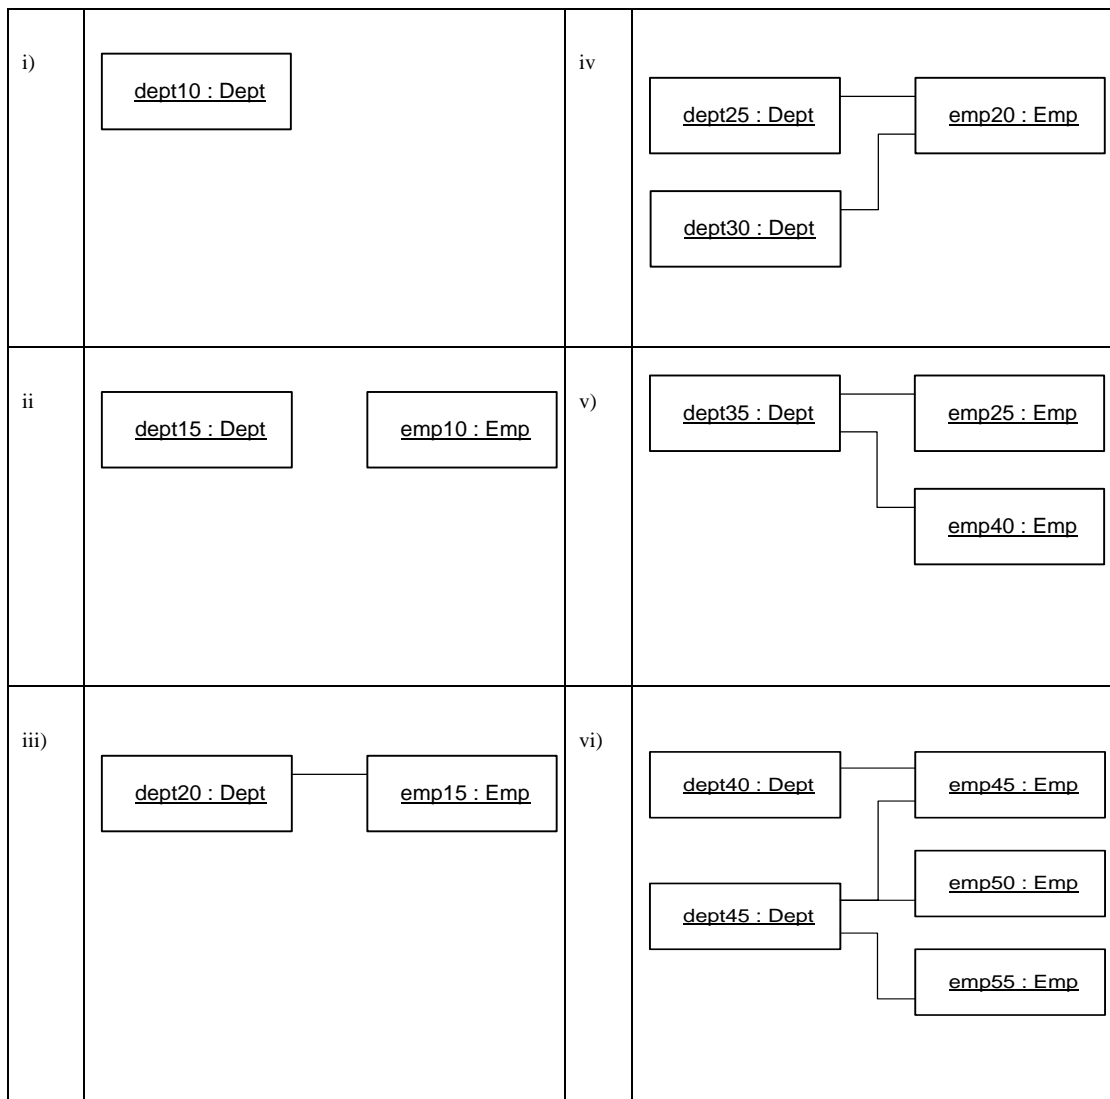 i)
dept10 : Dept
iv
dept25 : Dept
emp20 : Emp
dept30 : Dept
ii
dept15 : Dept
emp10 : Emp
v)
dept35 : Dept
emp25 : Emp
emp40 : Emp
iii)
dept20 : Dept
emp15 : Emp
vi)
dept40 : Dept
emp45 : Emp
emp50 : Emp
dept45 : Dept
emp55 : Emp